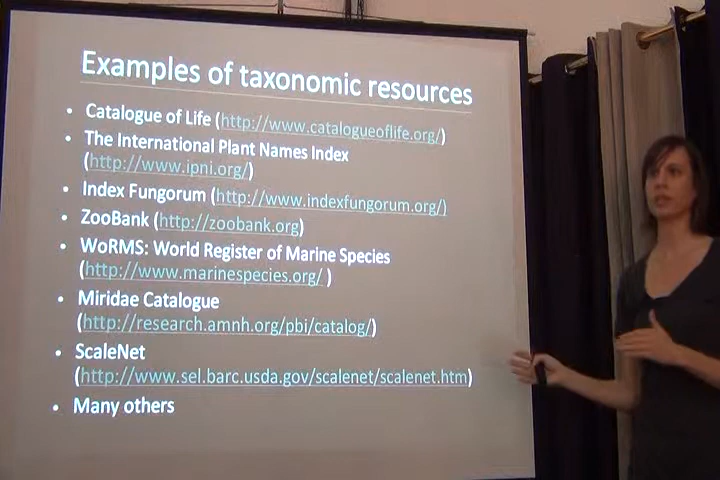 Examples of taxonomic resources
• Catalogue of Life (http://www.catalogueoflife.org/)
• The International Plant Names Index
(http://www.ipni.org/)
• Index Fungorum (http://www.indexfungorum.org/)
• ZooBank (http://zoobank.org)
• WoRMS: World Register of Marine Species
(http://www.marinespecies.org/ )
• Miridae Catalogue
(http://research.amnh.org/pbi/catalog/)
• ScaleNet
(http://www.sel.barc.usda.gov/scalenet/scalenet.htm)
• Many others